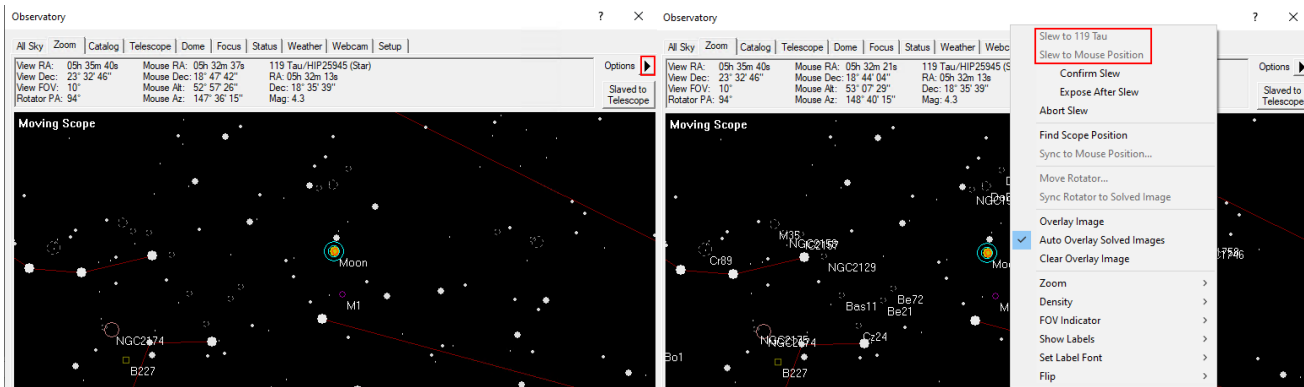 Observatory ? ×
All Sky Zoom Catalog Telescope Dome Focus Status Weather Webcam Setup
View RA: 05h 35m 40s Mouse RA: 05h 32m 37s 119 Tau/HIP25945 (Star)
View Dec: 23° 32' 46" Mouse Dec: 18° 47' 42" RA: 05h 32m 13s
View FOV: 10° Mouse Alt: 52° 57' 26" Dec: 18° 35' 39"
Rotator PA: 94° Mouse Az: 147° 36' 15" Mag: 4.3
Options
Slaved to
Telescope
Moving Scope
Moon
M1
NGC2174
B227
Observatory ? ×
All Sky Zoom Catalog Telescope Dome Focus Status Weather Webc
View RA: 05h 35m 40s Mouse RA: 05h 32m 21s 119 Tau/HIP25945 (S
View Dec: 23° 32' 46" Mouse Dec: 18° 44' 04" RA: 05h 32m 13s
View FOV: 10° Mouse Alt: 53° 07' 29" Dec: 18° 35' 39"
Rotator PA: 94° Mouse Az: 148° 40' 15" Mag: 4.3
Options
Slaved to
Telescope
Moving Scope
M35
NGC2129
Cr89
Bas11
Be72
Be21
Cz24
Bo1
B227
Slew to 119 Tau
Slew to Mouse Position
Confirm Slew
Expose After Slew
Abort Slew
Find Scope Position
Sync to Mouse Position...
Move Rotator...
Sync Rotator to Solved Image
Overlay Image
Auto Overlay Solved Images
Clear Overlay Image
Zoom
Density
FOV Indicator
Show Labels
Set Label Font
Flip